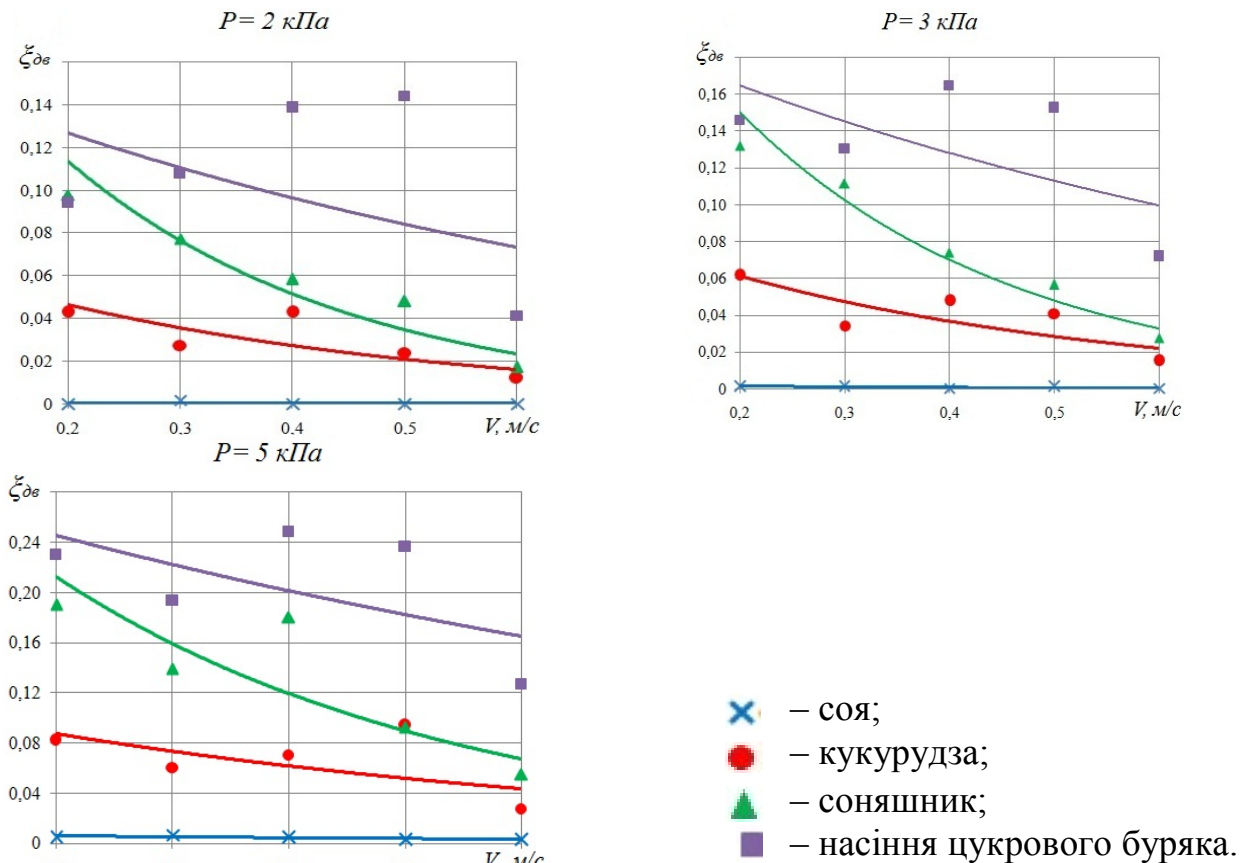 P= 2 кПа
ξдв
0,14
0,12
0,10
0,08
0,06
0,04
0,02
0
0,2
0,3
0,4
0,5
V, м/с
P= 3 кПа
ξдв
0,16
0,14
0,12
0,10
0,08
0,06
0,04
0,02
0
0,2
0,3
0,4
0,5
V, м/с
P= 5 кПа
ξдв
0,24
0,20
0,16
0,12
0,08
0,04
0
V, м/с
– соя;
– кукурудза;
– соняшник;
– насіння цукрового буряка.